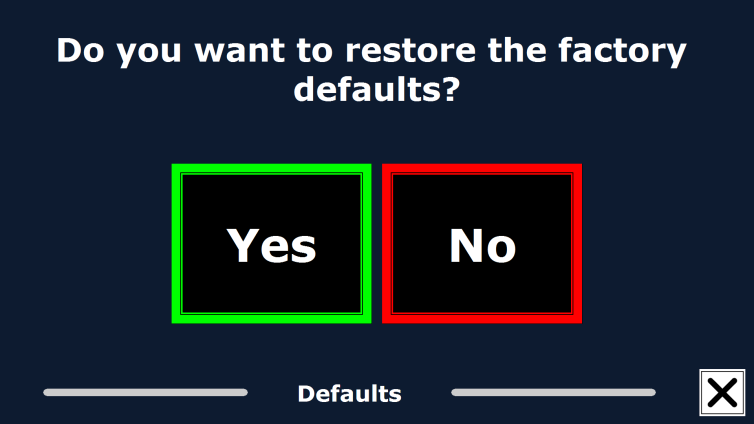 Do you want to restore the factory
defaults?
Yes
No
Defaults